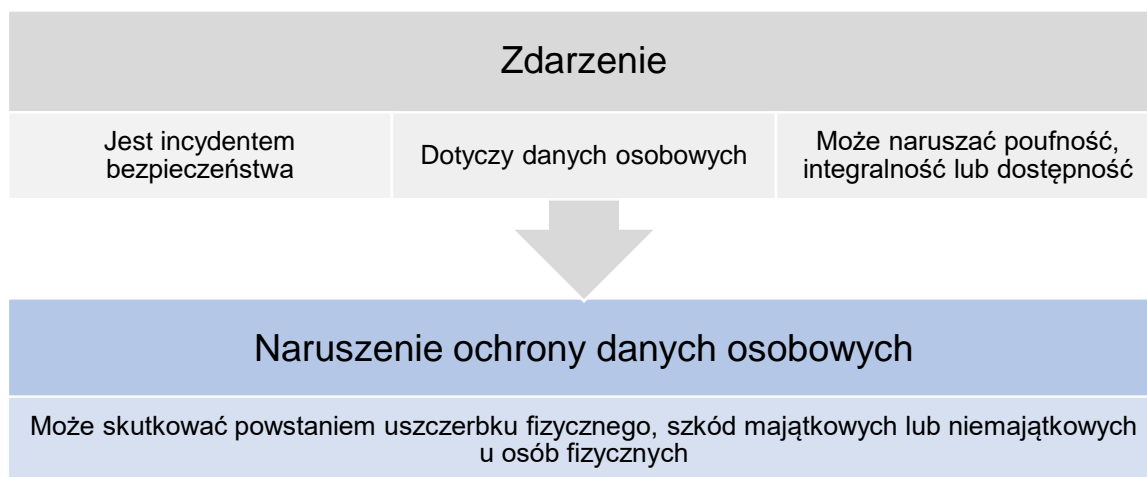 Zdarzenie
Jest incydentem
bezpieczeństwa
Dotyczy danych osobowych
Może naruszać poufność,
integralność lub dostępność
Naruszenie ochrony danych osobowych
Może skutkować powstaniem uszczerbku fizycznego, szkód majątkowych lub niemajątkowych
u osób fizycznych